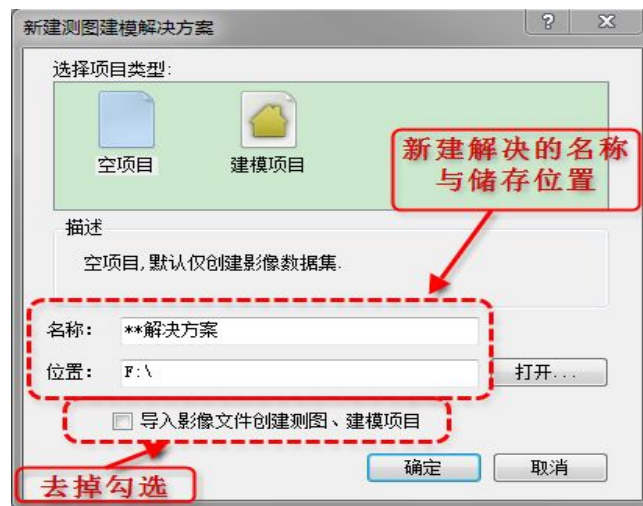 新建测图建模解决方案
选择项目类型:
空项目
建模项目
新建解决的名称
与储存位置
描述
空项目,默认仅创建影像数据集.
名称: **解决方案
位置: F:\
打开...
导入影像文件创建测图、建模项目
去掉勾选
确定
取消